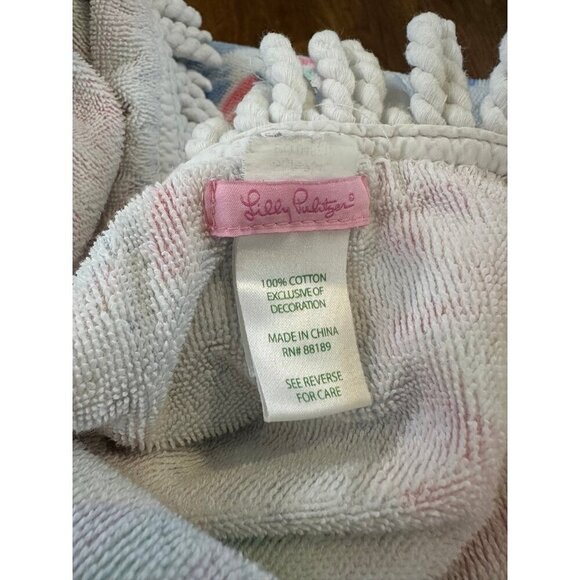 Lilly Pulitzer®
100% COTTON
EXCLUSIVE OF
DECORATION
MADE IN CHINA
RN# 88189
SEE REVERSE
FOR CARE